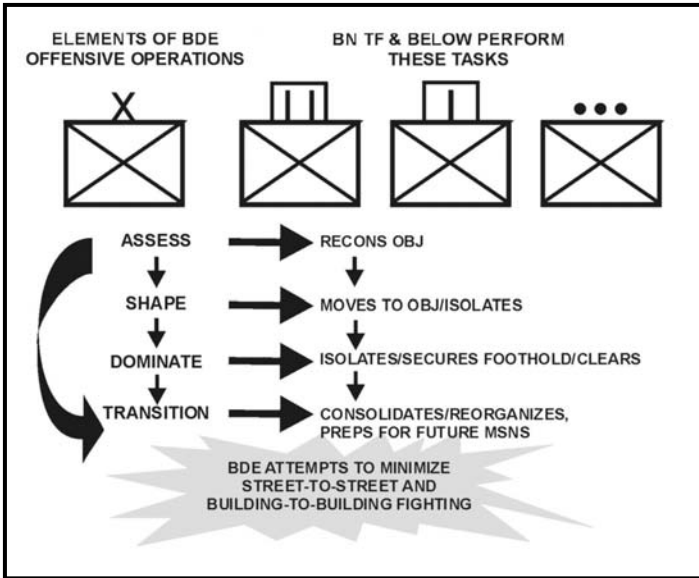 ELEMENTS OF BDE
OFFENSIVE OPERATIONS
BN TF & BELOW PERFORM
THESE TASKS
X
ASSESS
RECONS OBJ
SHAPE
MOVES TO OBJ/ISOLATES
DOMINATE
ISOLATES/SECURES FOOTHOLD/CLEARS
TRANSITION
CONSOLIDATES/REORGANIZES,
PREPS FOR FUTURE MSNS
BDE ATTEMPTS TO MINIMIZE
STREET-TO-STREET AND
BUILDING-TO-BUILDING FIGHTING